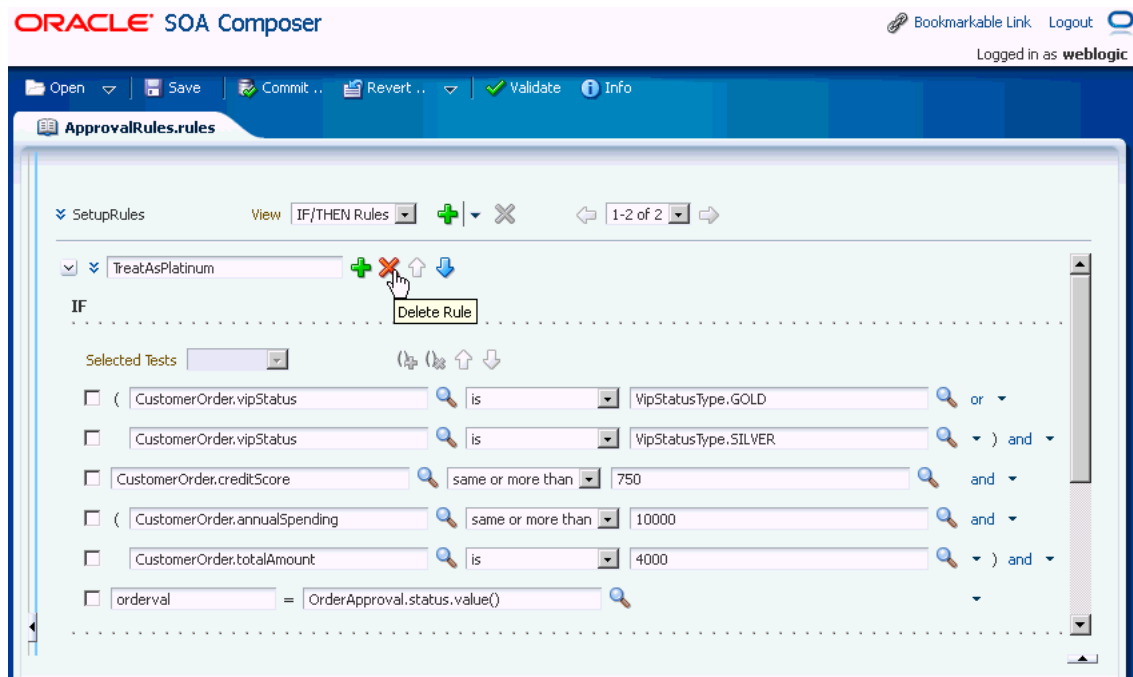 ORACLE SOA Composer
Bookmarkable Link Logout
Logged in as weblogic
Open Save Commit .. Revert .. Validate Info
ApprovalRules.rules
SetupRules View IF/THEN Rules 1-2 of 2
TreatAsPlatinum
Delete Rule
IF
Selected Tests
( CustomerOrder.vipStatus is VipStatusType.GOLD or
CustomerOrder.vipStatus is VipStatusType.SILVER ) and
CustomerOrder.creditScore same or more than 750 and
( CustomerOrder.annualSpending same or more than 10000 and
CustomerOrder.totalAmount is 4000 ) and
orderval = OrderApproval.status.value()